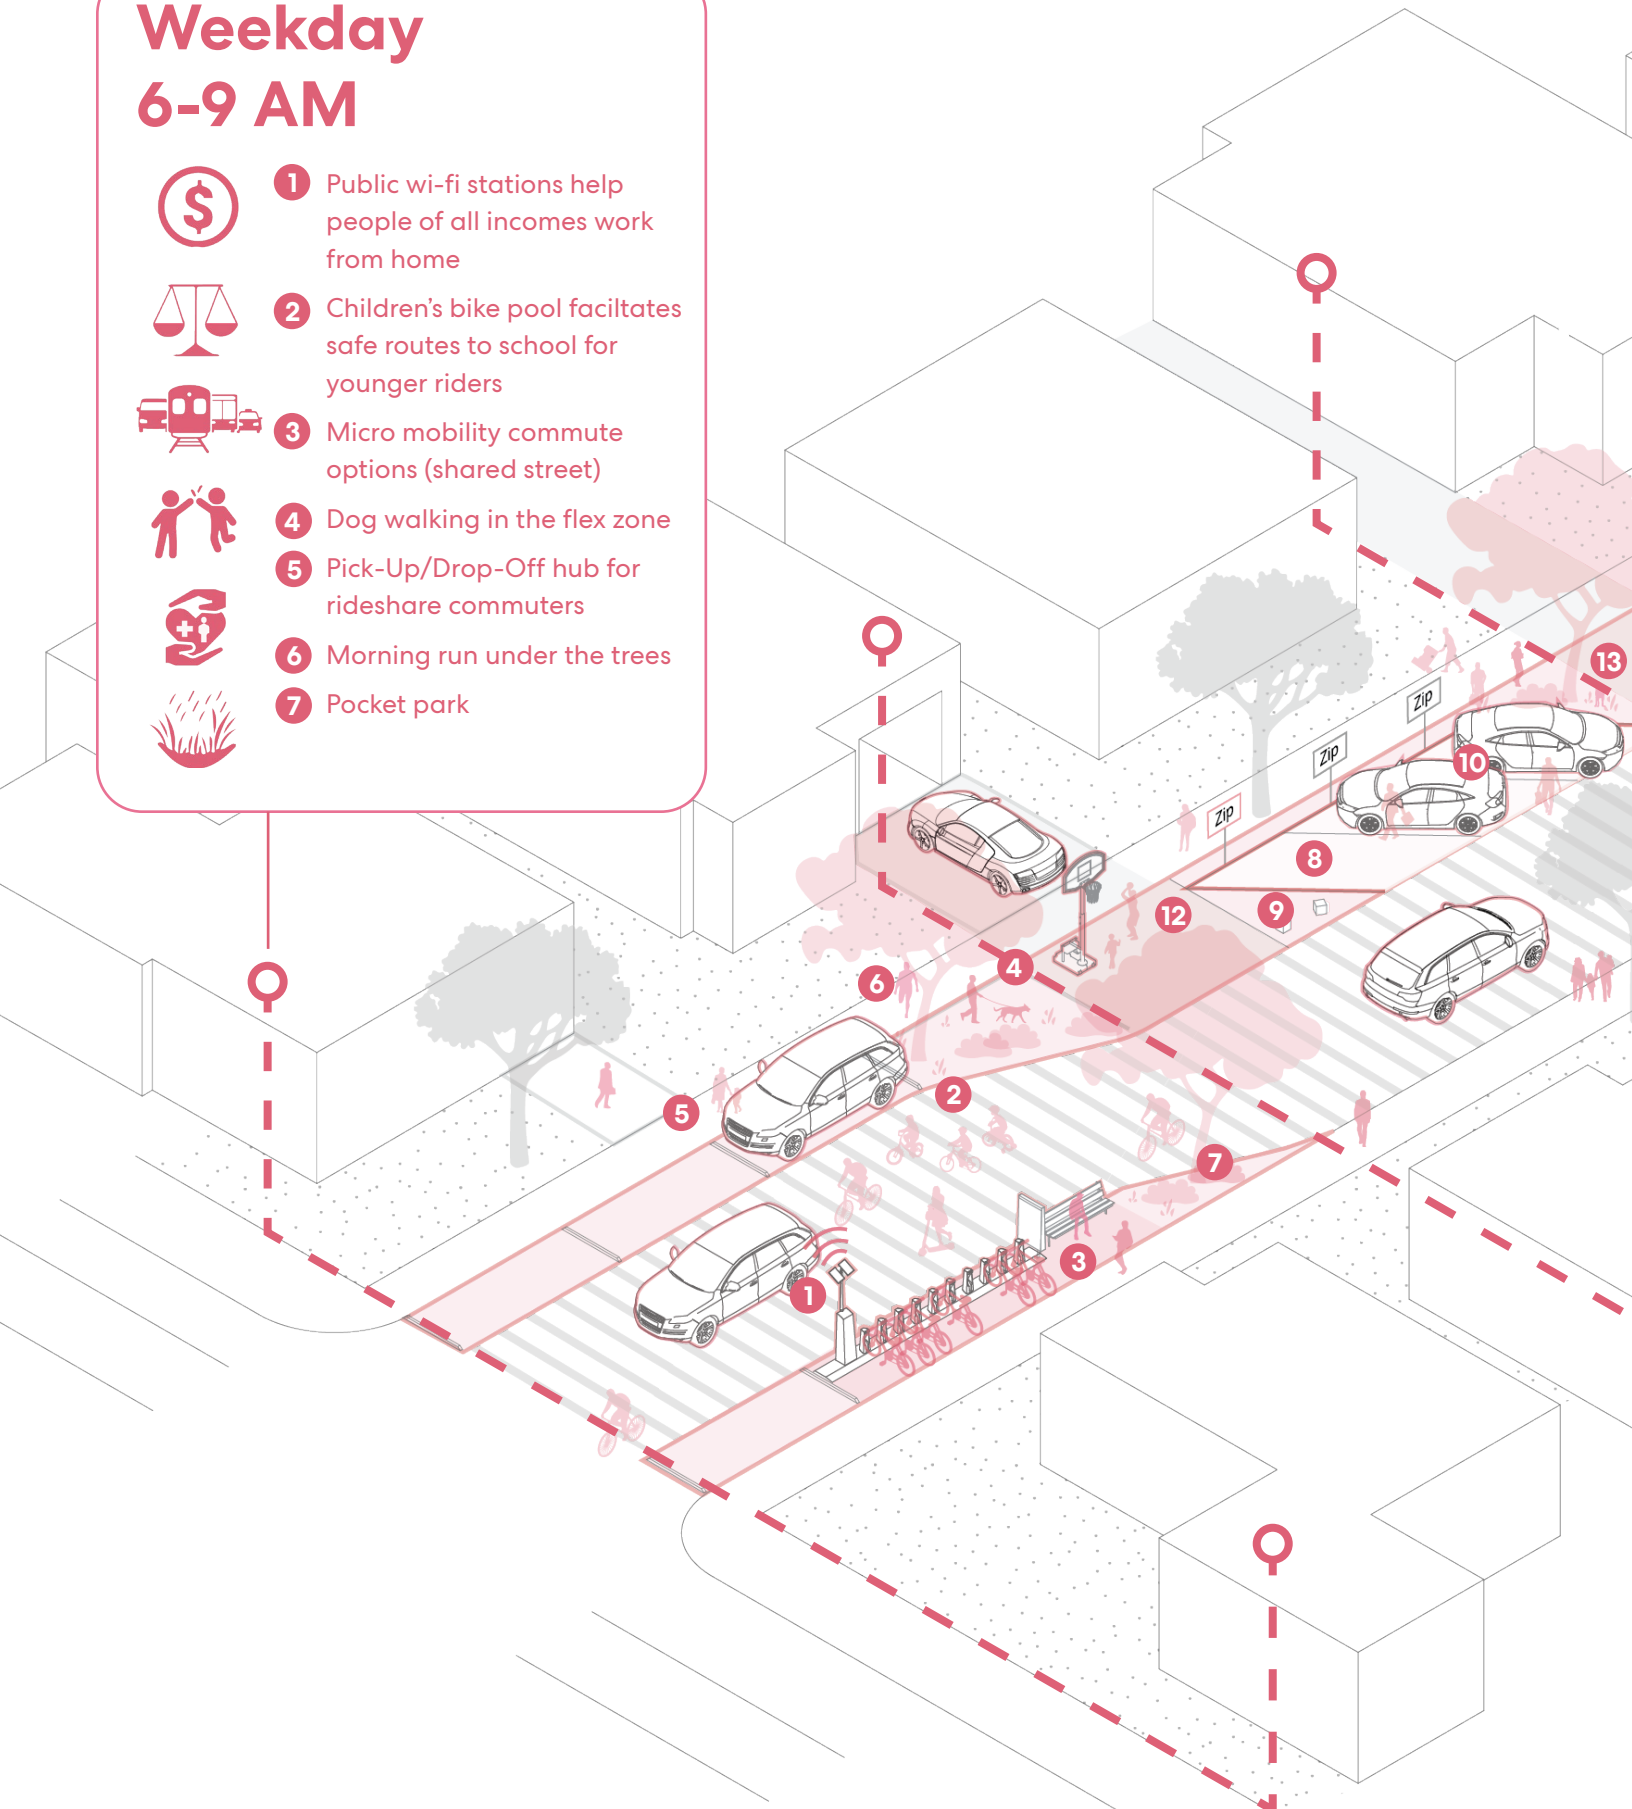 Weekday
6-9 AM
$
1 Public wi-fi stations help
people of all incomes work
from home
2 Children's bike pool faciltates
safe routes to school for
younger riders
3 Micro mobility commute
options (shared street)
4 Dog walking in the flex zone
5 Pick-Up/Drop-Off hub for
rideshare commuters
6 Morning run under the trees
7 Pocket park
13
Zip
Zip
10
Zip
8
9
12
4
6
2
5
7
3
1